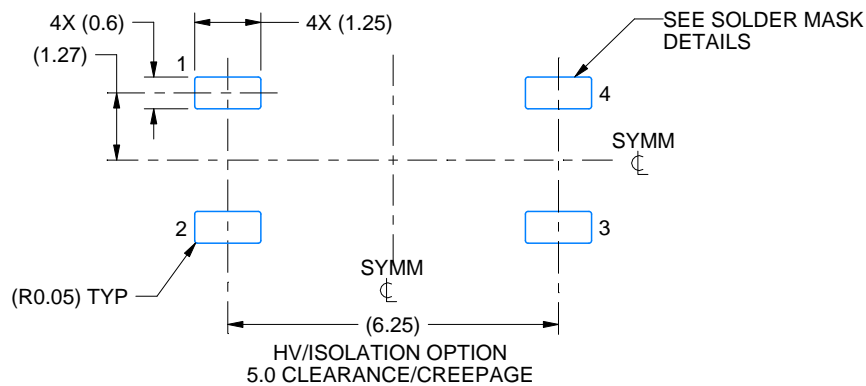 4X (0.6)
4X (1.25)
SEE SOLDER MASK
DETAILS
(1.27)
1
4
SYMM
℄
2
3
SYMM
℄
(R0.05) TYP
(6.25)
HV/ISOLATION OPTION
5.0 CLEARANCE/CREEPAGE